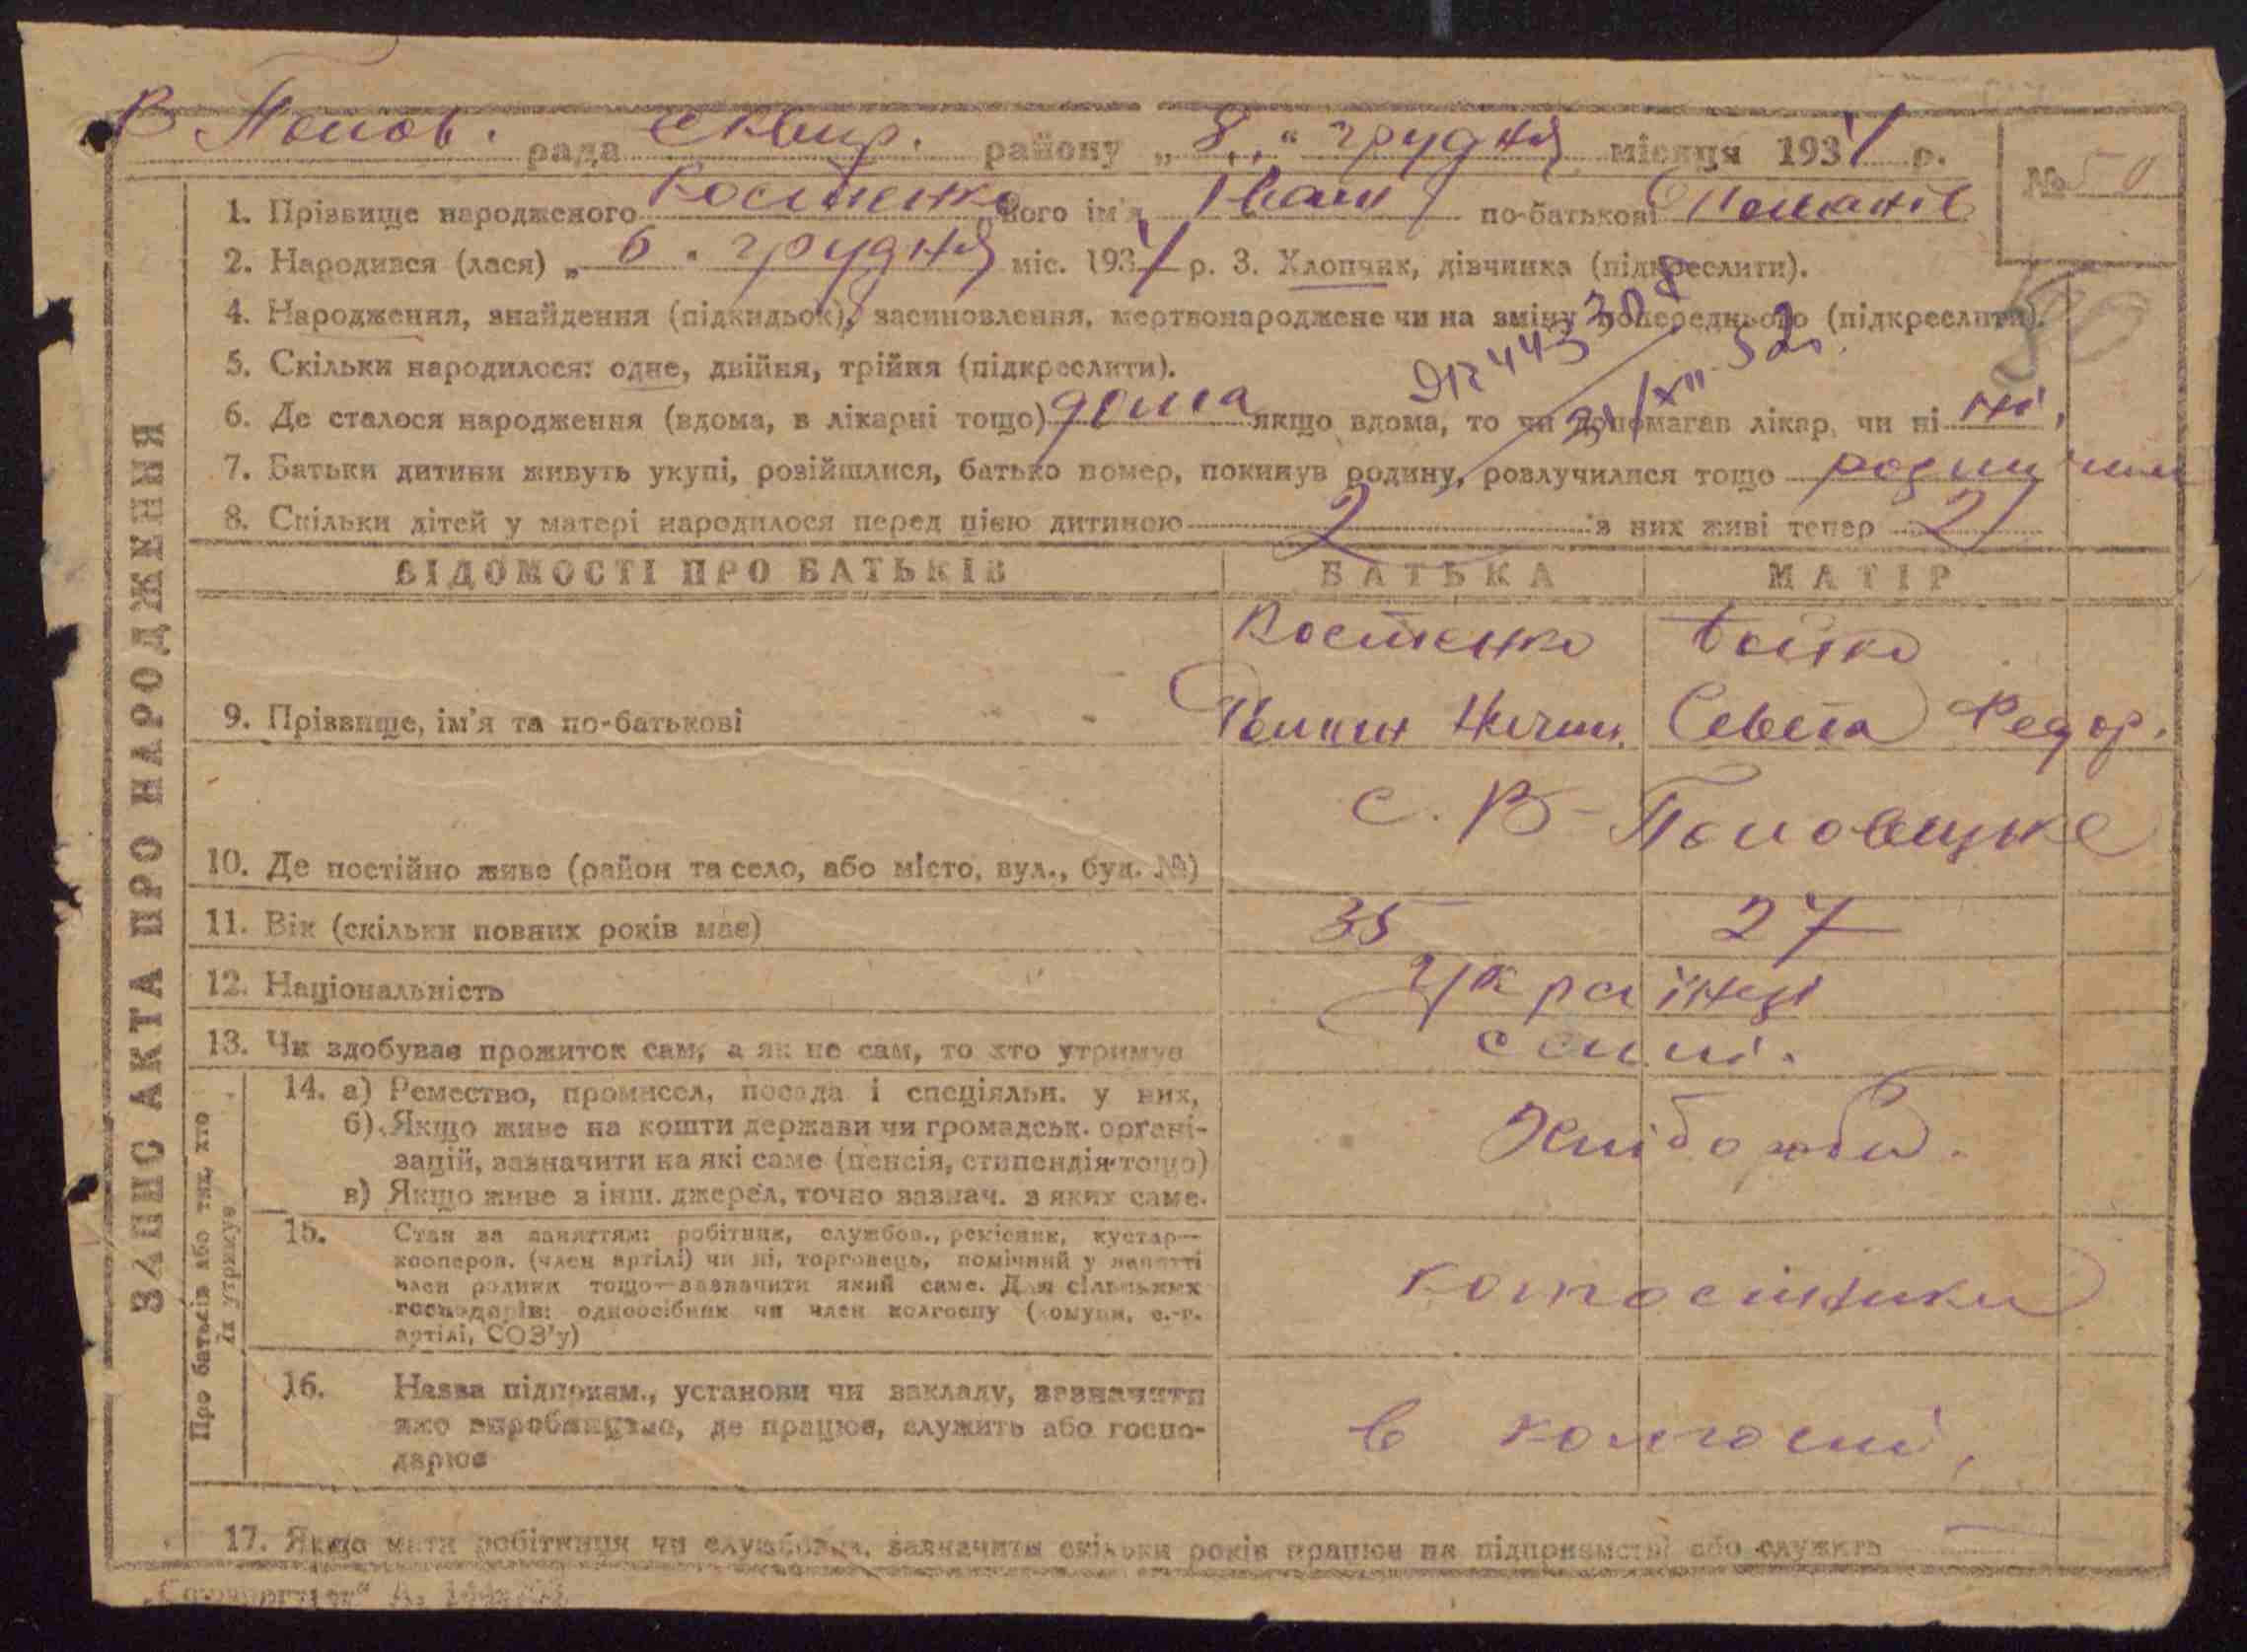 В Попов. рада Сквир. району „ 8 „ грудня місяця 1934 р.
№ 50
1. Прізвище народженого Костенко його ім'я Іван по-батькові
2. Народився (лася) „ 6 " грудня міс. 1934 р. 3. Хлопчик, дівчинка (підкреслити).
4. Народження, знайдення (підкидьок), засиновлення, мертвонароджене чи на зміну попереднього (підкреслити).
5. Скільки народилося: одне, двійня, трійня (підкреслити).
6. Де сталося народження (вдома, в лікарні тощо) дома якщо вдома, то чи допомагав лікар, чи ні ні.
7. Батьки дитини живуть укупі, розійшлися, батько помер, покинув родину, розлучилися тощо
8. Скільки дітей у матері народилося перед цією дитиною 2 з них живі тепер 2
ЗАПИС АКТА ПРО НАРОДЖЕННЯ
ВІДОМОСТІ ПРО БАТЬКІВ БАТЬКА МАТІР
Костенко Бойко
9. Прізвище, ім'я та по-батькові Федор.
с. В-Половецьке
10. Де постійно живе (район та село, або місто, вул., буд. №)
11. Вік (скільки повних років має) 35 27
12. Національність українці
13. Чи здобуває прожиток сам, а як не сам, то хто утримує самі.
Про батьків або тих, хто їх утримує
14. а) Ремество, промисел, посада і спеціяльн. у них,
б) Якщо живе на кошти держави чи громадськ. організацій, зазначити на які саме (пенсія, стипендія тощо)
в) Якщо живе з інш. джерел, точно зазнач. з яких саме.
15. Стан за заняттям: робітник, службов., ремісник, кустар—
кооперов. (член артілі) чи ні, торговець, помічний у занятті
член родини тощо—зазначити який саме. Для сільських
господарів: одноосібник чи член колгоспу (комуни, с.-г.
артілі, СОЗ'у)
колгоспники
16. Назва підприєм., установи чи закладу, зазначити
яке виробництво, де працює, служить або госпо-
дарює
в колгоспі,
17. Якщо мати робітниця чи службовка, зазначити скільки років працює на підприємстві або служить